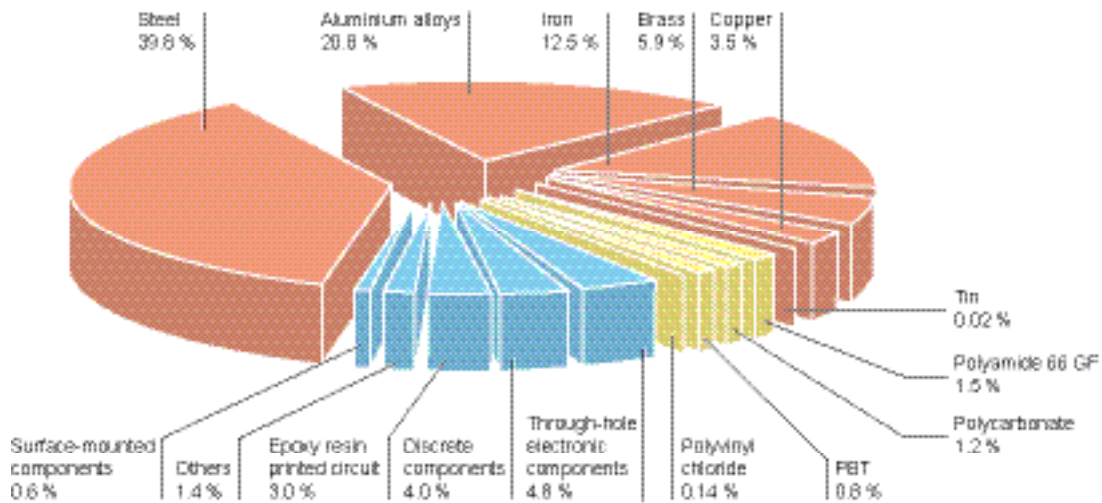 Steel
39.8 %
Aluminium alloys
20.8 %
Iron
12.5 %
Brass
5.9 %
Copper
3.5 %
Tin
0.02 %
Polyamide 66 GF
1.5 %
Polycarbonate
1.2 %
Surface-mounted
components
0.6 %
Others
1.4 %
Epoxy resin
printed circuit
3.0 %
Discrete
components
4.0 %
Through-hole
electronic
components
4.8 %
Polyvinyl
chloride
0.14 %
PBT
0.8 %